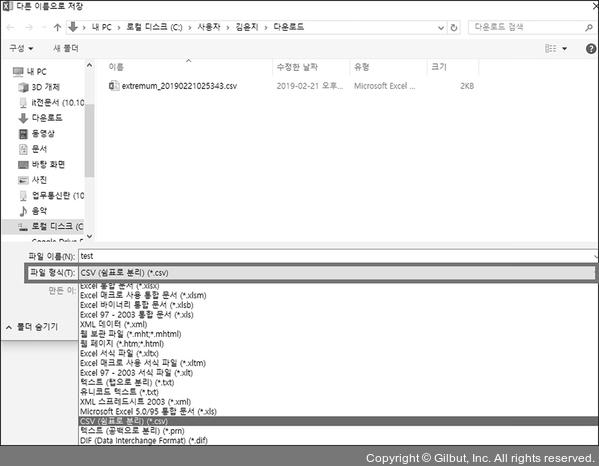 다른 이름으로 저장
내 PC > 로컬 디스크 (C:) > 사용자 > 김윤지 > 다운로드
다운로드 검색
구성 새 폴더
이름 수정한 날짜 유형 크기
내 PC
3D 개체
it전문서 (10.10
다운로드
동영상
문서
바탕 화면
사진
업무통신란 (10
음악
로컬 디스크 (C
extremum_20190221025343.csv 2019-02-21 오후... Microsoft Excel ... 2KB
파일 이름(N): test
파일 형식(T): CSV (쉼표로 분리) (*.csv)
만든 이:
Excel 통합 문서 (*.xlsx)
Excel 매크로 사용 통합 문서 (*.xlsm)
Excel 바이너리 통합 문서 (*.xlsb)
Excel 97 - 2003 통합 문서 (*.xls)
XML 데이터 (*.xml)
웹 보관 파일 (*.mht;*.mhtml)
웹 페이지 (*.htm;*.html)
Excel 서식 파일 (*.xltx)
Excel 매크로 사용 서식 파일 (*.xltm)
Excel 97 - 2003 서식 파일 (*.xlt)
텍스트 (탭으로 분리) (*.txt)
유니코드 텍스트 (*.txt)
XML 스프레드시트 2003 (*.xml)
Microsoft Excel 5.0/95 통합 문서 (*.xls)
CSV (쉼표로 분리) (*.csv)
텍스트 (공백으로 분리) (*.prn)
DIF (Data Interchange Format) (*.dif)
폴더 숨기기
Copyright © Gilbut, Inc. All rights reserved.